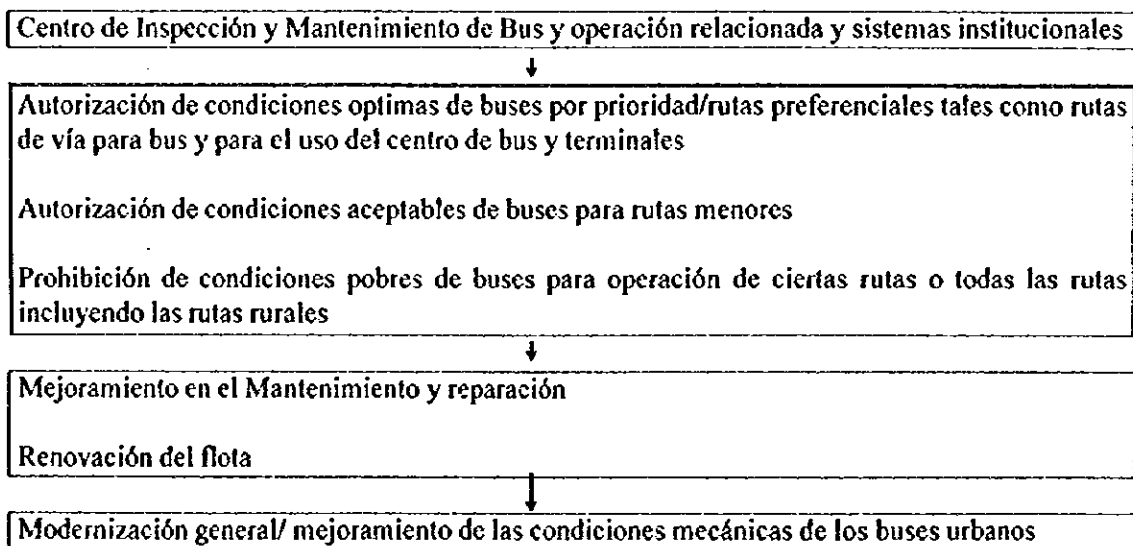 Centro de Inspección y Mantenimiento de Bus y operación relacionada y sistemas institucionales
Autorización de condiciones optimas de buses por prioridad/rutas preferenciales tales como rutas
de vía para bus y para el uso del centro de bus y terminales
Autorización de condiciones aceptables de buses para rutas menores
Prohibición de condiciones pobres de buses para operación de ciertas rutas o todas las rutas
incluyendo las rutas rurales
Mejoramiento en el Mantenimiento y reparación
Renovación del flota
Modernización general/ mejoramiento de las condiciones mecánicas de los buses urbanos